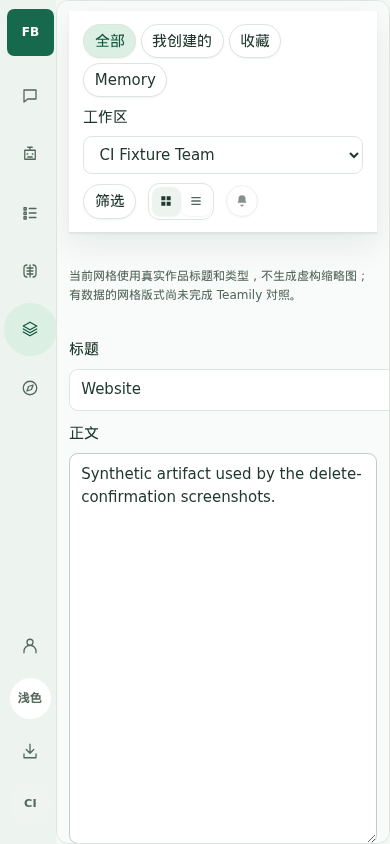 FB
全部
我创建的
收藏
Memory
工作区
CI Fixture Team
筛选
当前网格使用真实作品标题和类型，不生成虚构缩略图；
有数据的网格版式尚未完成 Teamily 对照。
标题
Website
正文
Synthetic artifact used by the delete-
confirmation screenshots.
浅色
CI